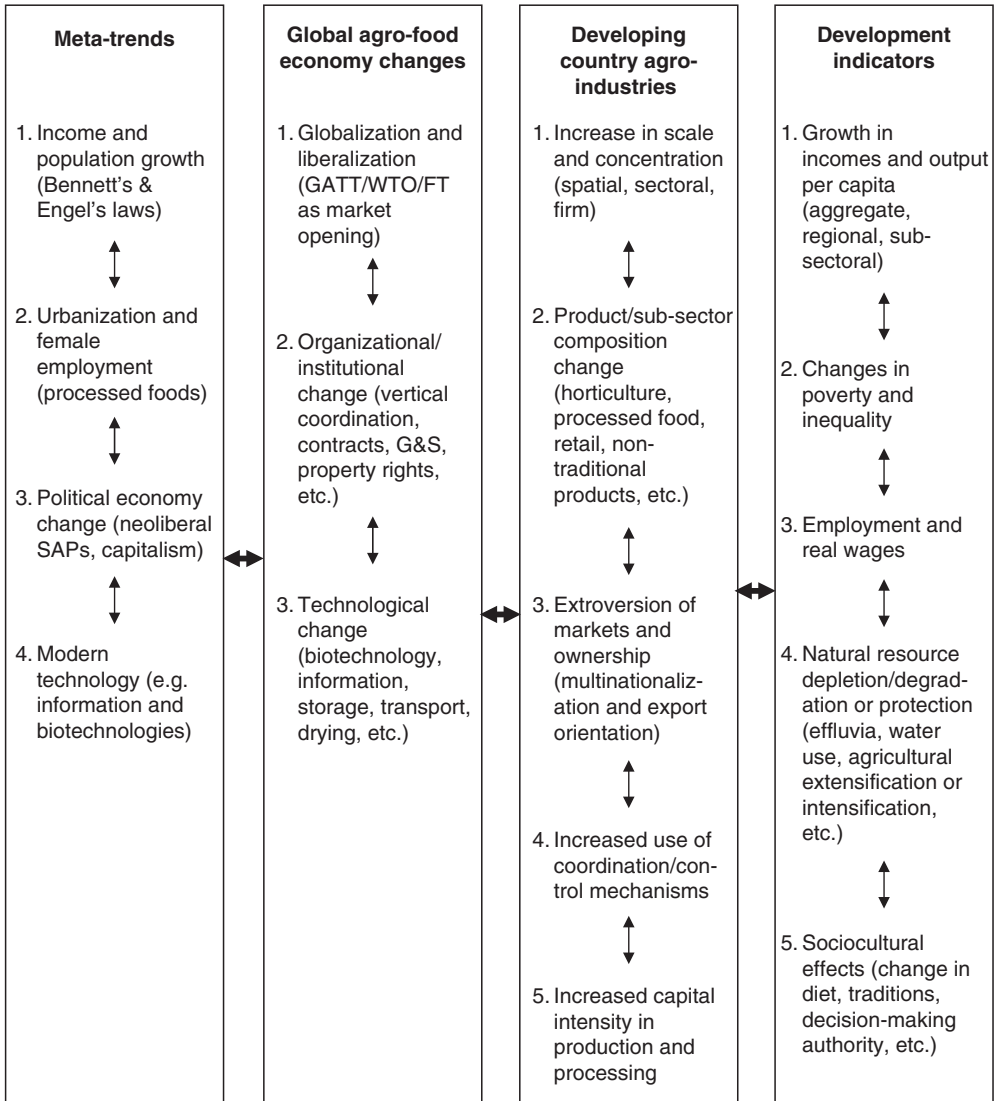 Meta-trends
1. Income and
population growth
(Bennett's &
Engel's laws)
2. Urbanization and
female
employment
(processed foods)
3. Political economy
change (neoliberal
SAPs, capitalism)
4. Modern
technology (e.g.
information and
biotechnologies)
Global agro-food
economy changes
1. Globalization and
liberalization
(GATT/WTO/FT
as market
opening)
2. Organizational/
institutional
change (vertical
coordination,
contracts, G&S,
property rights,
etc.)
3. Technological
change
(biotechnology,
information,
storage, transport,
drying, etc.)
Developing
country agro-
industries
1. Increase in scale
and concentration
(spatial, sectoral,
firm)
2. Product/sub-sector
composition
change
(horticulture,
processed food,
retail, non-
traditional
products, etc.)
3. Extroversion of
markets and
ownership
(multinationaliz-
ation and export
orientation)
4. Increased use of
coordination/con-
trol mechanisms
5. Increased capital
intensity in
production and
processing
Development
indicators
1. Growth in
incomes and output
per capita
(aggregate,
regional, sub-
sectoral)
2. Changes in
poverty and
inequality
3. Employment and
real wages
4. Natural resource
depletion/degrad-
ation or protection
(effluvia, water
use, agricultural
extensification or
intensification,
etc.)
5. Sociocultural
effects (change in
diet, traditions,
decision-making
authority, etc.)